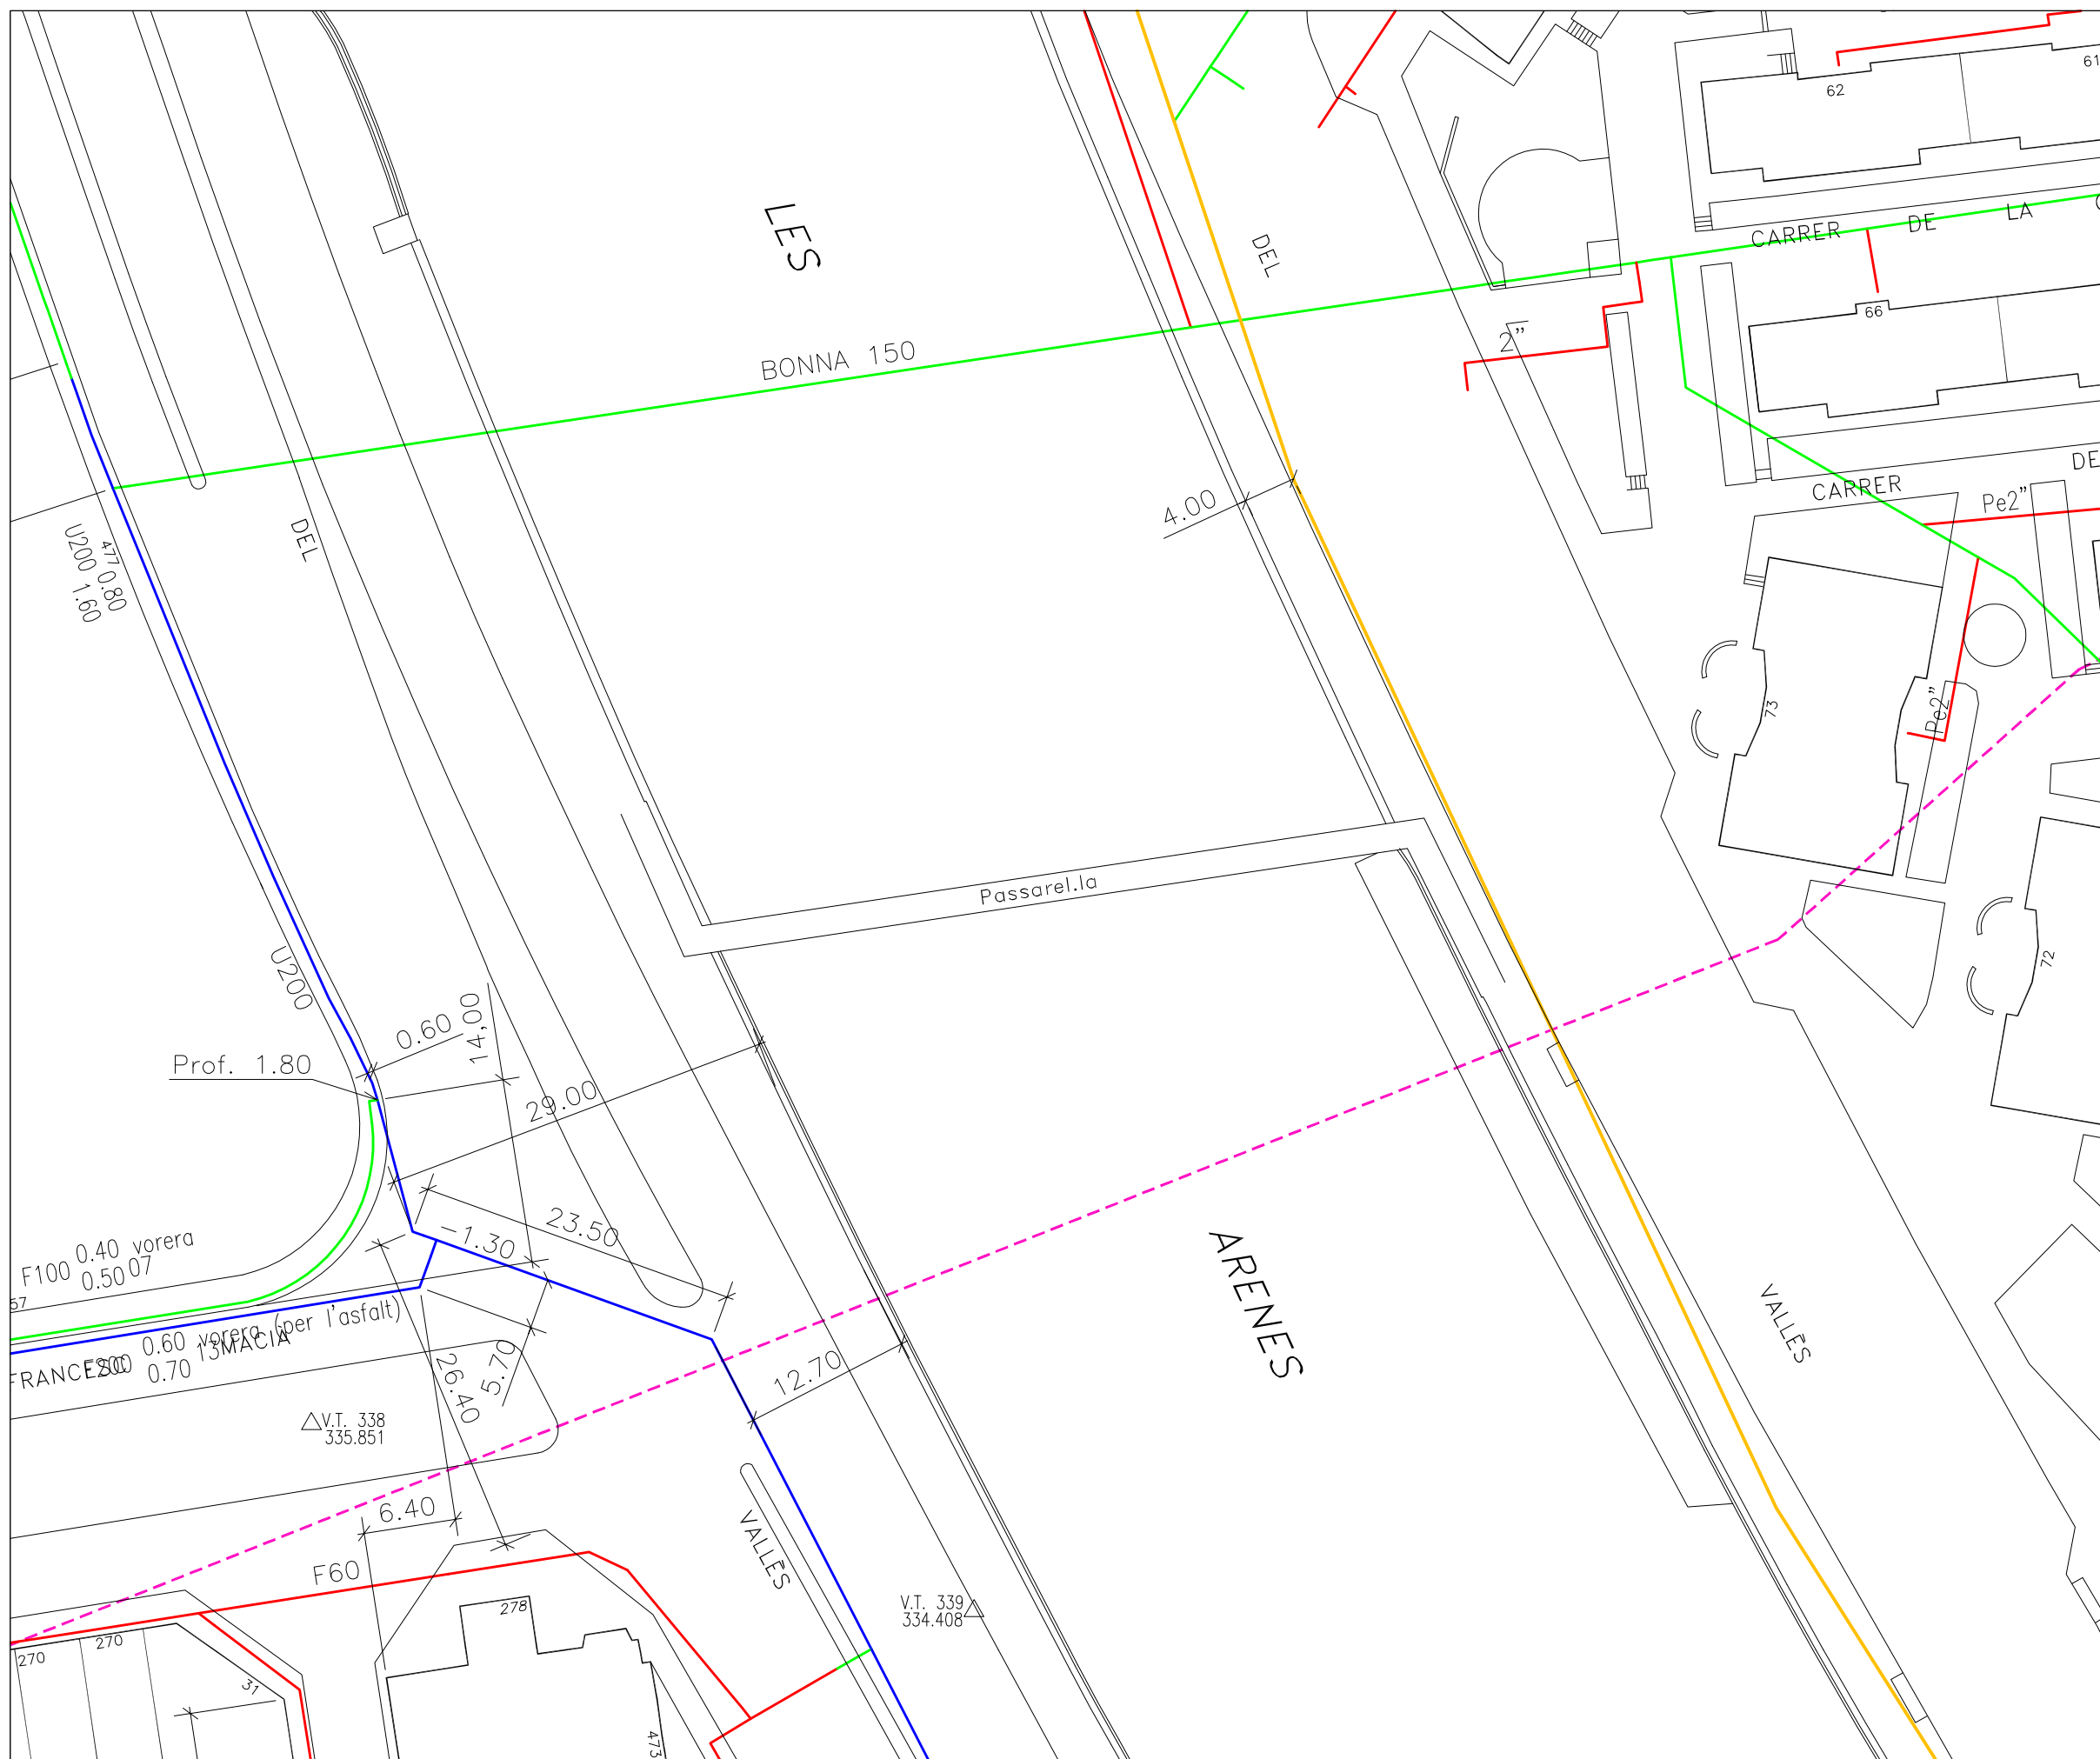 61
62
LES
DEL
CARRER DE LA
BONNA 150
66
2"
DE
CARRER
4.00
Pe2"
DEL
477 0.80
U200 1.60
Pe2"
73
Passarel.la
U200
72
0.60
14,00
Prof. 1.80
29.00
-1.30
23.50
0.40 vorera
F100
0.50 07
57
ARENES
VALLÈS
0.60 vorera (per l'asfalt)
F200
0.70
13
FRANCESC MACIA
12.70
26.40
5.70
V.T. 338
335.851
6.40
VALLÈS
F60
278
V.T. 339
334.408
270
270
31
473